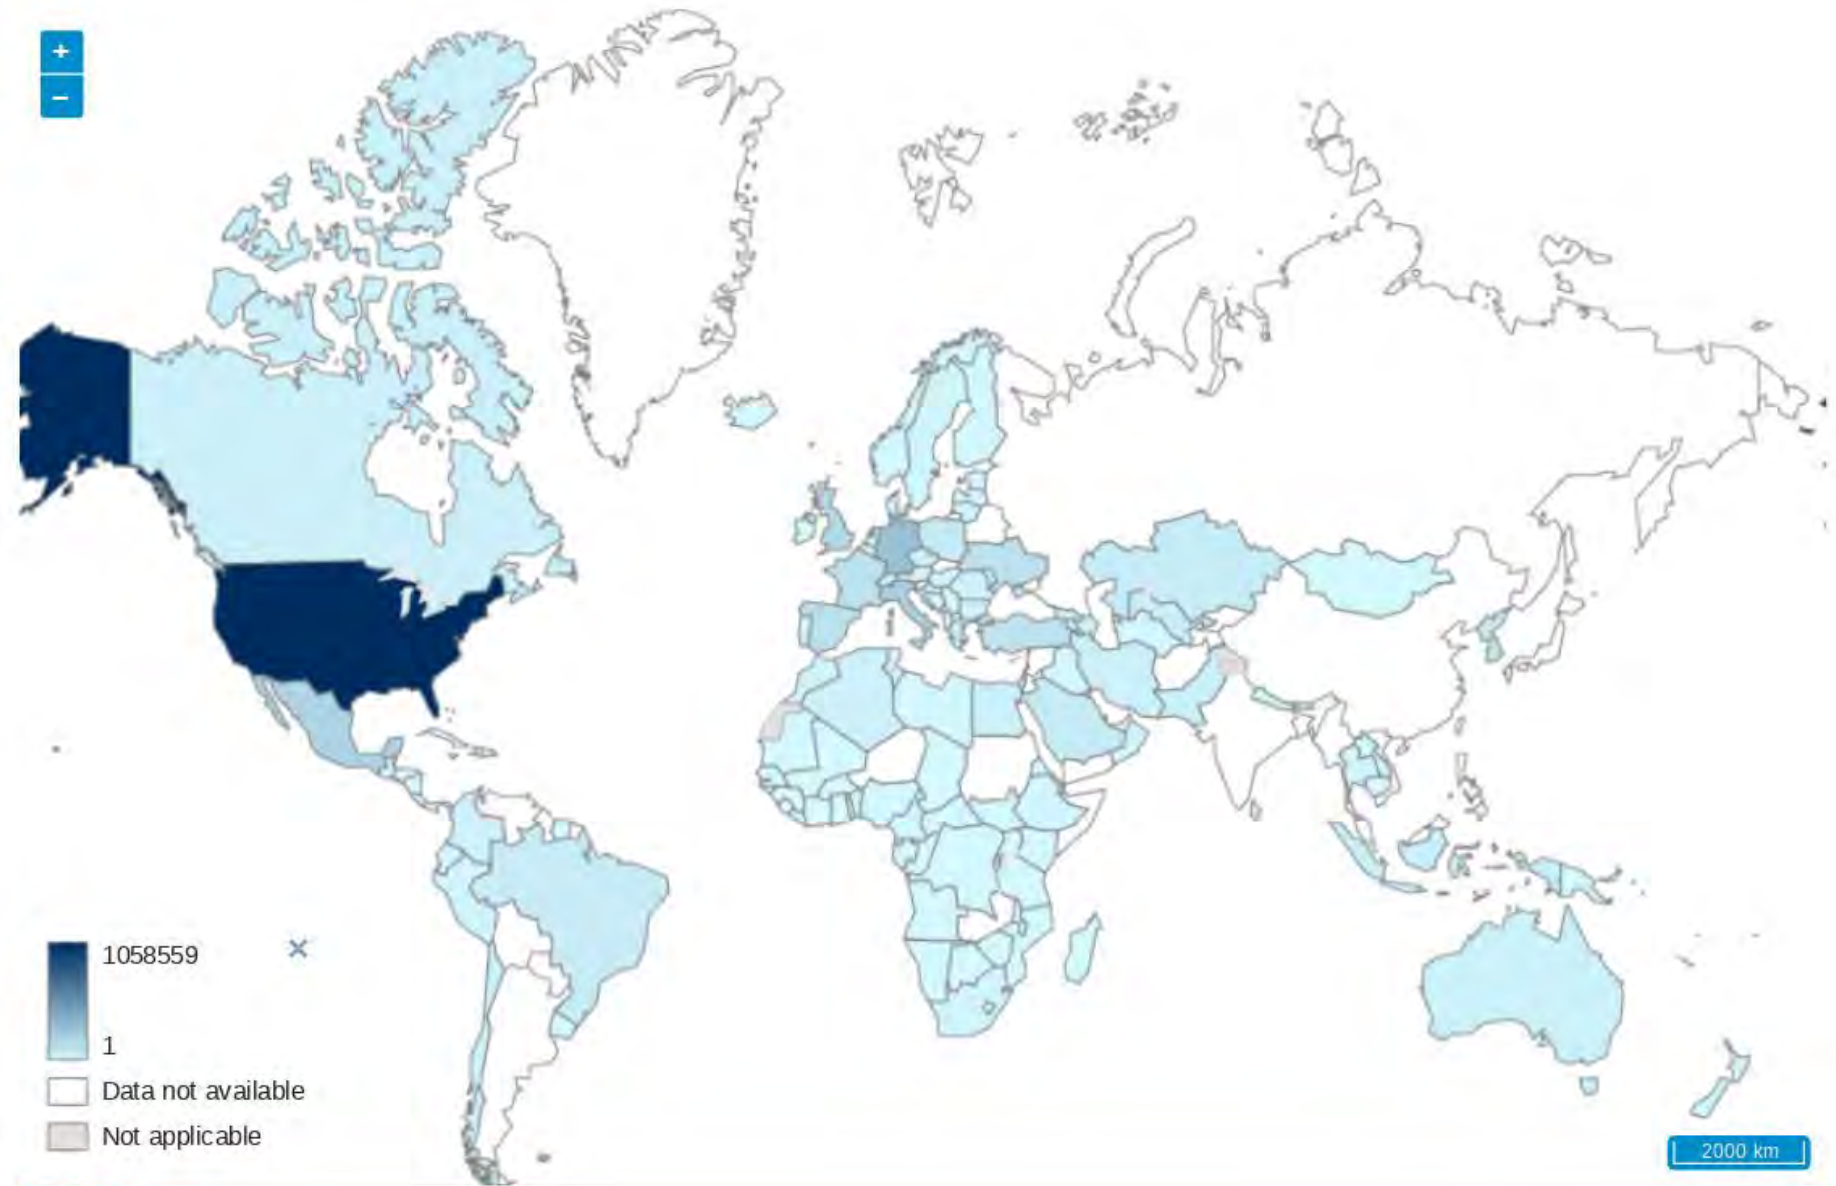 +
−
1058559
1
Data not available
Not applicable
2000 km